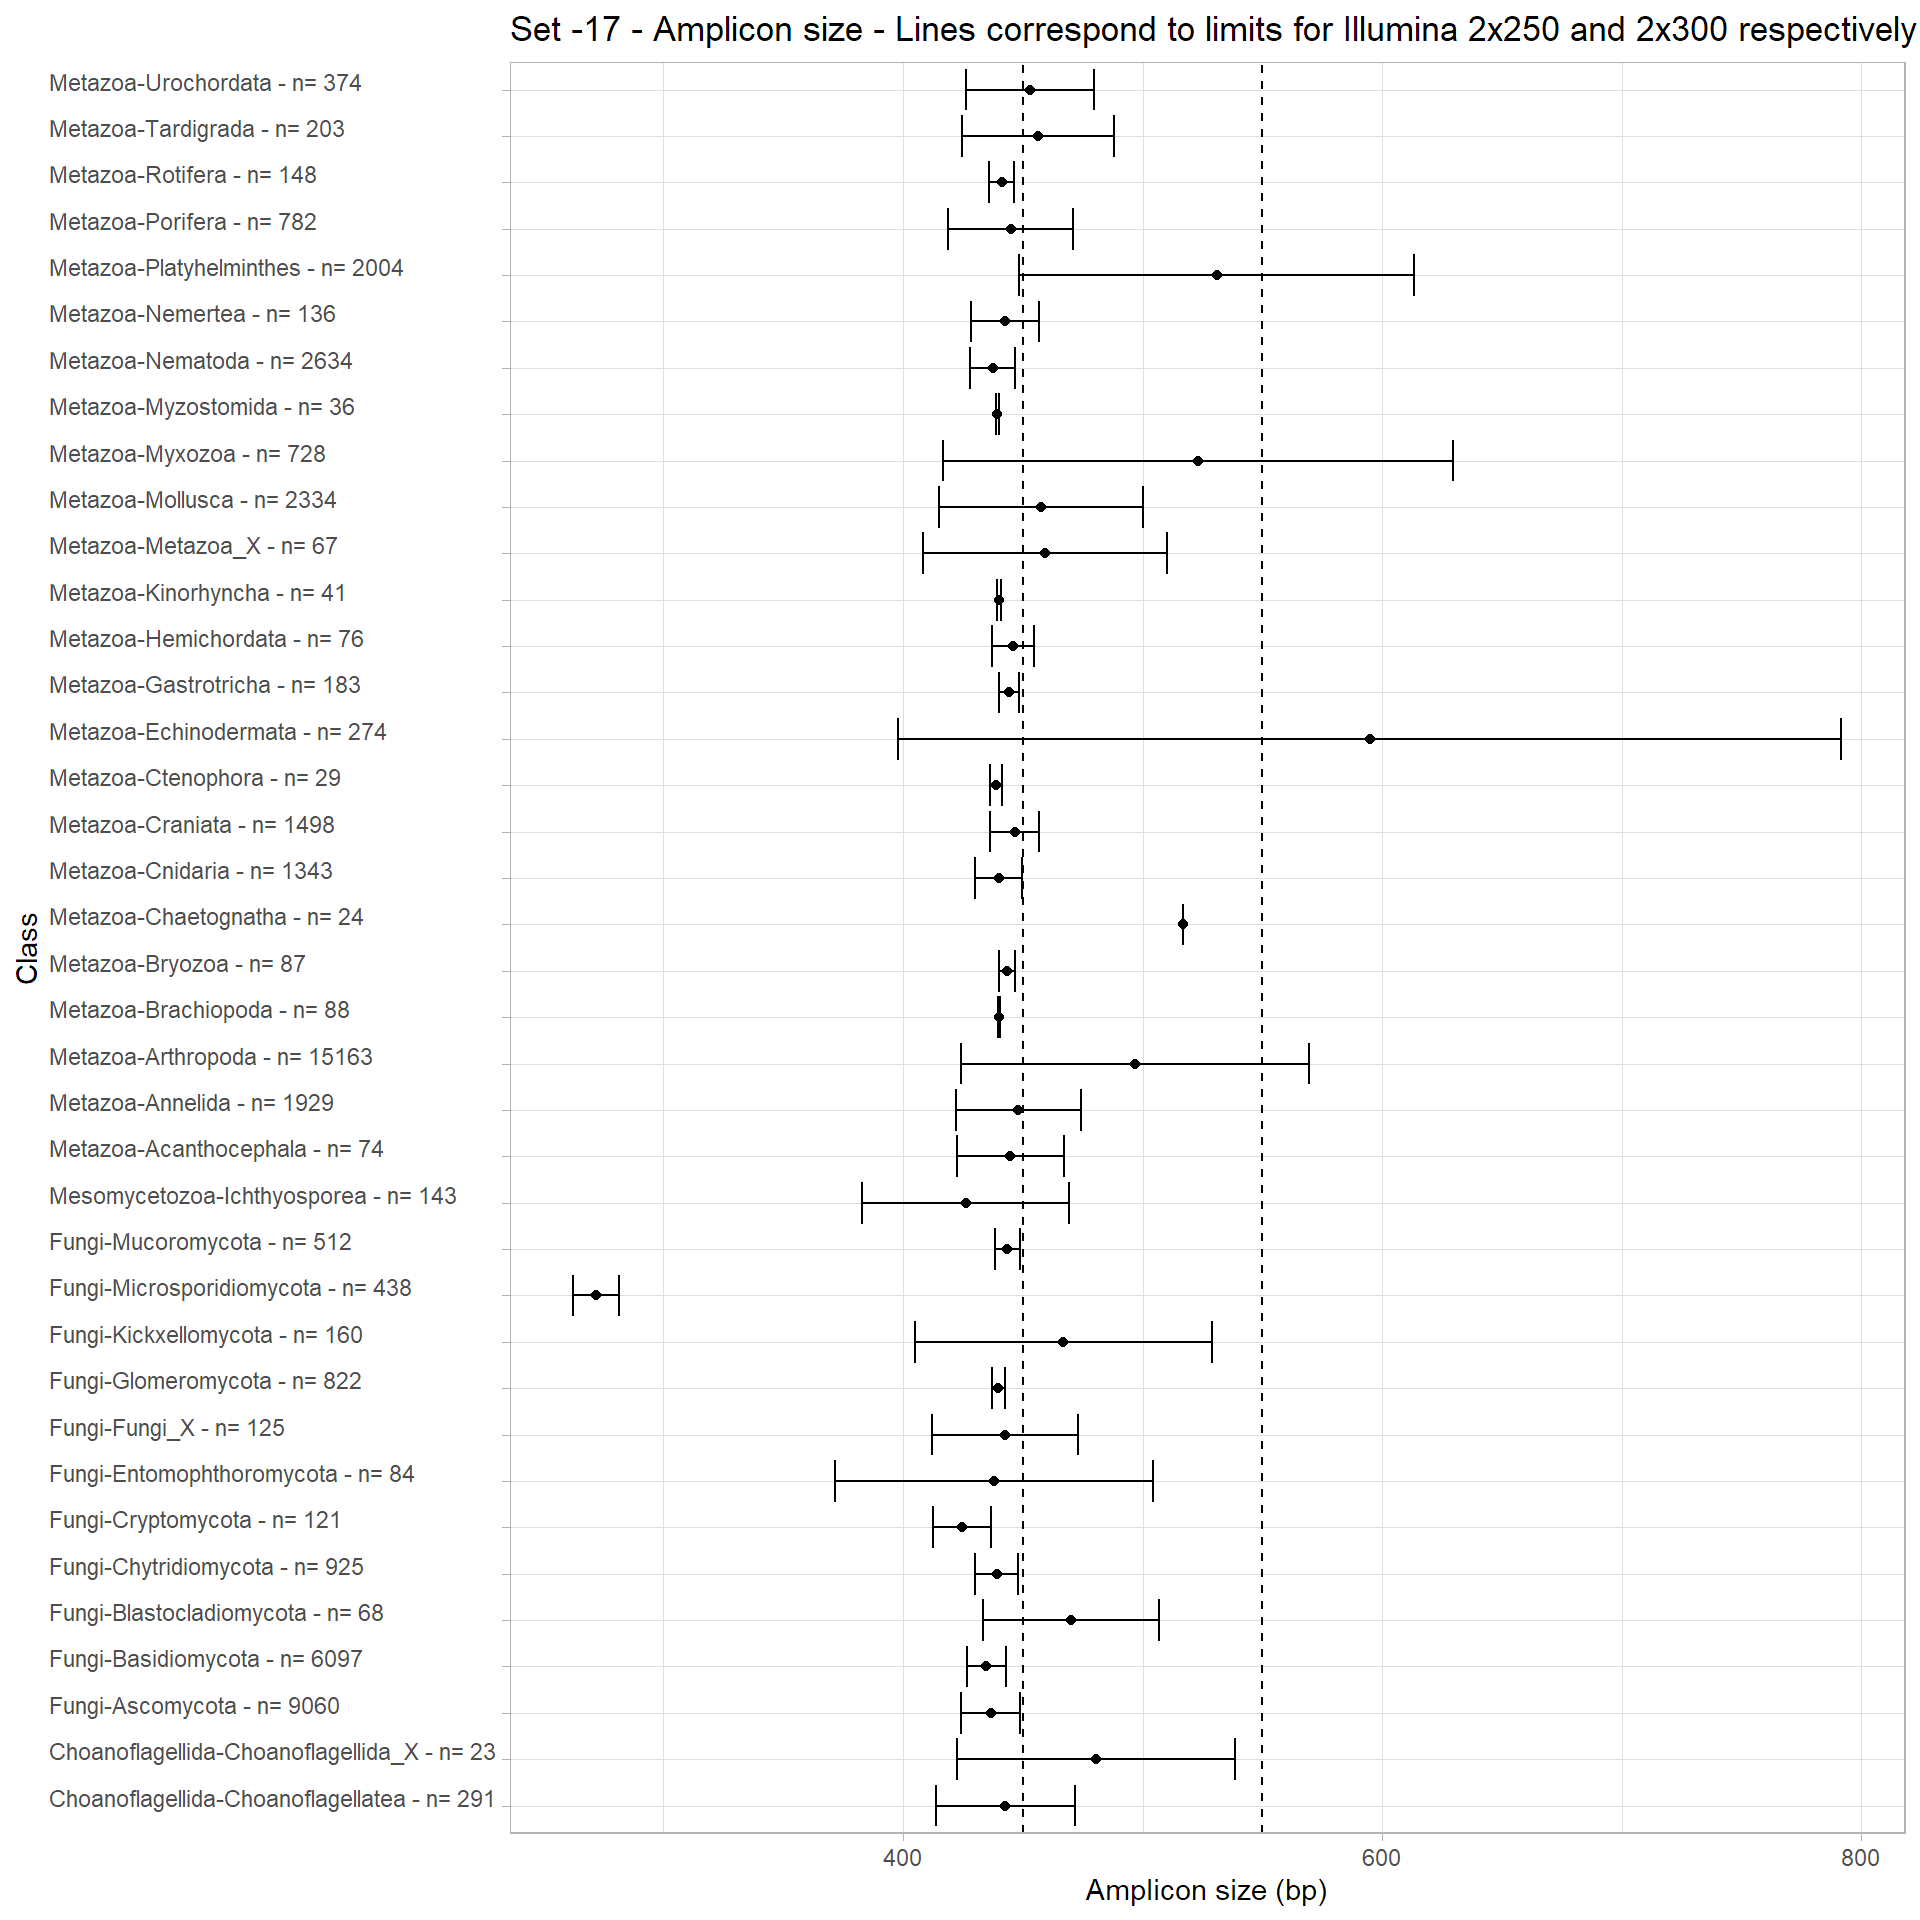 Set -17 - Amplicon size - Lines correspond to limits for Illumina 2x250 and 2x300 respectively
Metazoa-Urochordata - n= 374
Metazoa-Tardigrada - n= 203
Metazoa-Rotifera - n= 148
Metazoa-Porifera - n= 782
Metazoa-Platyhelminthes - n= 2004
Metazoa-Nemertea - n= 136
Metazoa-Nematoda - n= 2634
Metazoa-Myzostomida - n= 36
Metazoa-Myxozoa - n= 728
Metazoa-Mollusca - n= 2334
Metazoa-Metazoa_X - n= 67
Metazoa-Kinorhyncha - n= 41
Metazoa-Hemichordata - n= 76
Metazoa-Gastrotricha - n= 183
Metazoa-Echinodermata - n= 274
Metazoa-Ctenophora - n= 29
Metazoa-Craniata - n= 1498
Metazoa-Cnidaria - n= 1343
Metazoa-Chaetognatha - n= 24
Metazoa-Bryozoa - n= 87
Metazoa-Brachiopoda - n= 88
Metazoa-Arthropoda - n= 15163
Metazoa-Annelida - n= 1929
Metazoa-Acanthocephala - n= 74
Mesomycetozoa-Ichthyosporea - n= 143
Fungi-Mucoromycota - n= 512
Fungi-Microsporidiomycota - n= 438
Fungi-Kickxellomycota - n= 160
Fungi-Glomeromycota - n= 822
Fungi-Fungi_X - n= 125
Fungi-Entomophthoromycota - n= 84
Fungi-Cryptomycota - n= 121
Fungi-Chytridiomycota - n= 925
Fungi-Blastocladiomycota - n= 68
Fungi-Basidiomycota - n= 6097
Fungi-Ascomycota - n= 9060
Choanoflagellida-Choanoflagellida_X - n= 23
Choanoflagellida-Choanoflagellatea - n= 291
Class
400 600 800
Amplicon size (bp)